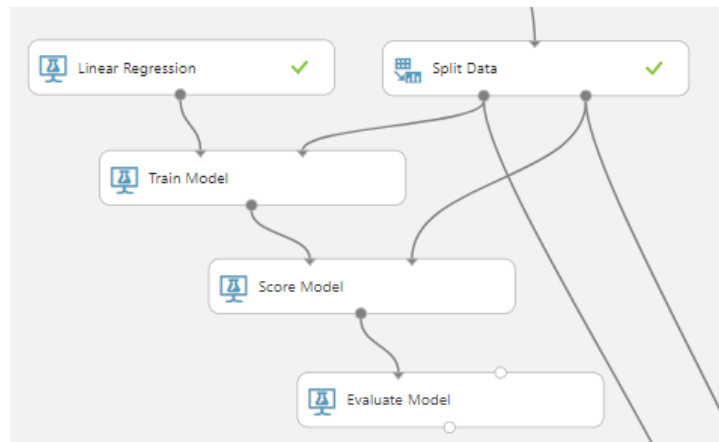 Linear Regression
Split Data
Train Model
Score Model
Evaluate Model